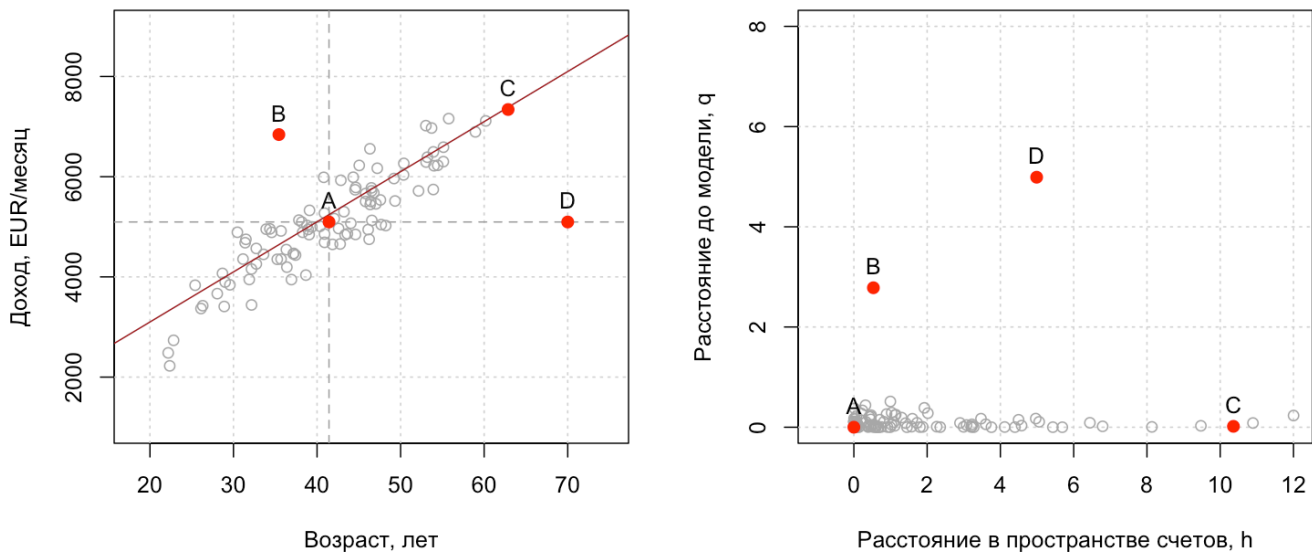 Доход, EUR/месяц
8000
6000
4000
2000
B
A
C
D
20 30 40 50 60 70
Возраст, лет
Расстояние до модели, q
8
6
4
2
0
D
B
A
C
0 2 4 6 8 10 12
Расстояние в пространстве счетов, h